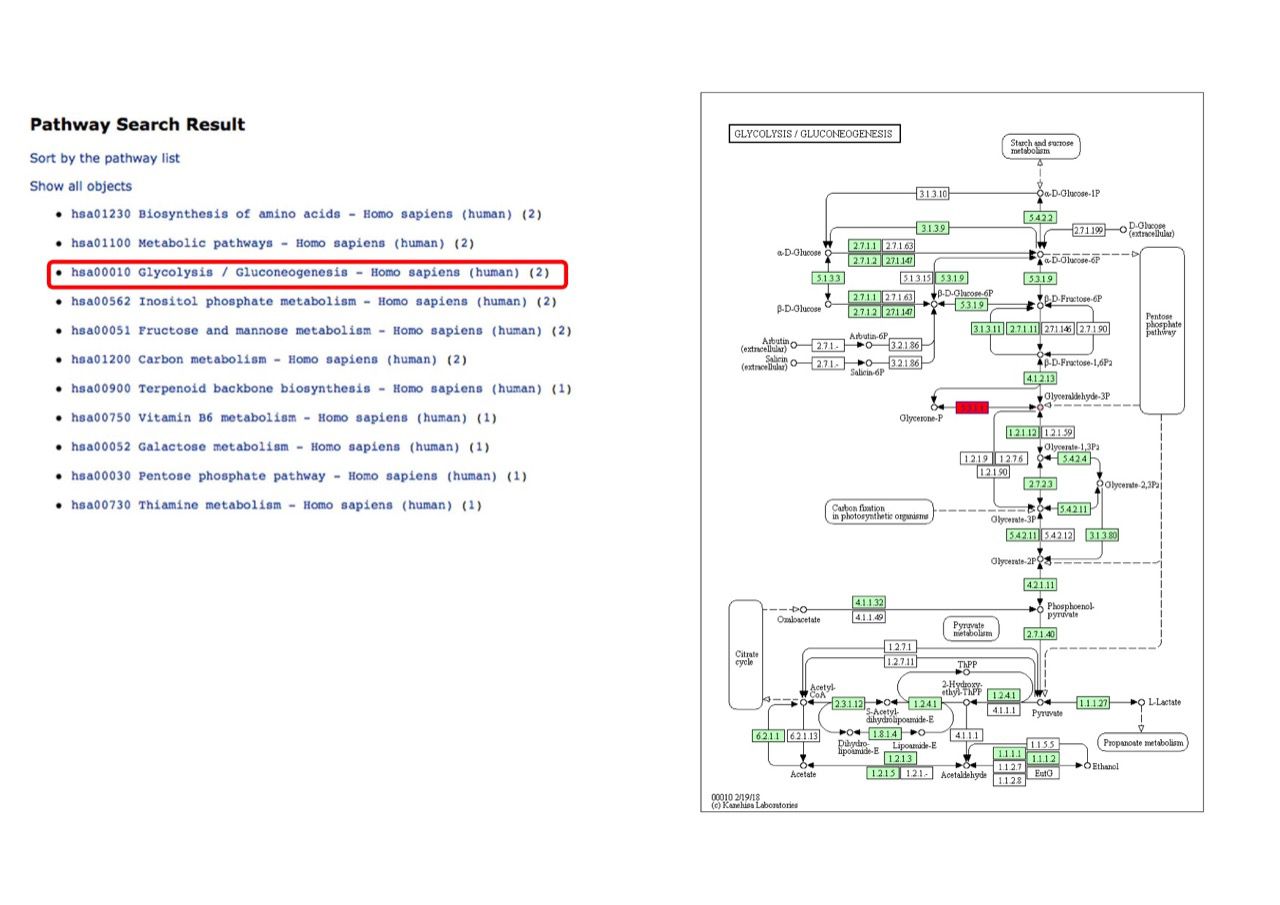 Pathway Search Result
Sort by the pathway list
Show all objects
• hsa01230 Biosynthesis of amino acids - Homo sapiens (human) (2)
• hsa01100 Metabolic pathways - Homo sapiens (human) (2)
• hsa00010 Glycolysis / Gluconeogenesis - Homo sapiens (human) (2)
• hsa00562 Inositol phosphate metabolism - Homo sapiens (human) (2)
• hsa00051 Fructose and mannose metabolism - Homo sapiens (human) (2)
• hsa01200 Carbon metabolism - Homo sapiens (human) (2)
• hsa00900 Terpenoid backbone biosynthesis - Homo sapiens (human) (1)
• hsa00750 Vitamin B6 metabolism - Homo sapiens (human) (1)
• hsa00052 Galactose metabolism - Homo sapiens (human) (1)
• hsa00030 Pentose phosphate pathway - Homo sapiens (human) (1)
• hsa00730 Thiamine metabolism - Homo sapiens (human) (1)
GLYCOLYSIS / GLUCONEOGENESIS
Starch and sucrose
metabolism
3.1.3.10
α-D-Glucose-1P
5.4.2.2
3.1.3.9
2.7.1.199
D-Glucose
(extracellular)
α-D-Glucose
2.7.1.1 2.7.1.63
2.7.1.2 2.7.1.147
α-D-Glucose-6P
5.1.3.3
5.1.3.15 5.3.1.9
5.3.1.9
β-D-Glucose
2.7.1.1 2.7.1.63
2.7.1.2 2.7.1.147
β-D-Glucose-6P
5.3.1.9
β-D-Fructose-6P
Pentose
phosphate
pathway
3.1.3.11 2.7.1.11 2.7.1.146 2.7.1.90
Arbutin
(extracellular)
2.7.1.-
Arbutin-6P
3.2.1.86
Salicin
(extracellular)
2.7.1.-
Salicin-6P
3.2.1.86
β-D-Fructose-1,6P2
4.1.2.13
Glyceraldehyde-3P
Glycerone-P
1.2.1.12 1.2.1.59
Glycerate-1,3P2
1.2.1.9 1.2.7.6
1.2.1.90
5.4.2.4
2.7.2.3
Glycerate-2,3P2
Carbon fixation
in photosynthetic organisms
5.4.2.11
Glycerate-3P
5.4.2.11 5.4.2.12
3.1.3.80
Glycerate-2P
4.2.1.11
4.1.1.32
4.1.1.49
Oxaloacetate
Phosphoenol-
pyruvate
Pyruvate
metabolism
2.7.1.40
Citrate
cycle
1.2.7.1
1.2.7.11
ThPP
Acetyl-
CoA
2-Hydroxy-
ethyl-ThPP
2.3.1.12
1.2.4.1
1.2.4.1
4.1.1.1
Pyruvate
1.1.1.27
L-Lactate
S-Acetyl-
dihydrolipoamide-E
6.2.1.1 6.2.1.13
1.8.1.4
Dihydro-
lipoamide-E
Lipoamide-E
4.1.1.1
Propanoate metabolism
1.2.1.3
1.2.1.5 1.2.1.-
Acetate
Acetaldehyde
1.1.5.5
1.1.1.1 1.1.1.2
1.1.2.7 EutG
1.1.2.8
Ethanol
00010 2/19/18
(c) Kanehisa Laboratories